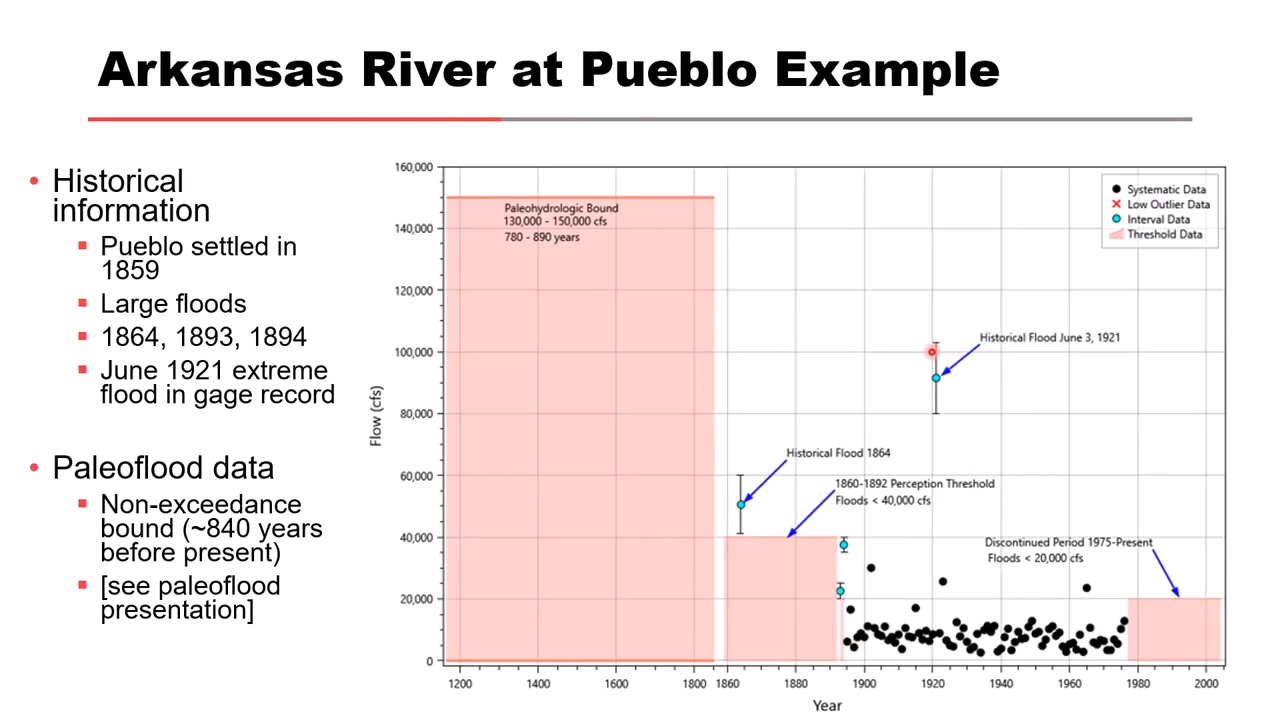 Arkansas River at Pueblo Example
• Historical
information
▪ Pueblo settled in
1859
▪ Large floods
▪ 1864, 1893, 1894
▪ June 1921 extreme
flood in gage record
• Paleoflood data
▪ Non-exceedance
bound (~840 years
before present)
▪ [see paleoflood
presentation]
Flow (cfs)
160,000
140,000
120,000
100,000
80,000
60,000
40,000
20,000
0
Paleohydrologic Bound
130,000 - 150,000 cfs
780 - 890 years
Systematic Data
Low Outlier Data
Interval Data
Threshold Data
Historical Flood June 3, 1921
Historical Flood 1864
1860-1892 Perception Threshold
Floods < 40,000 cfs
Discontinued Period 1975-Present
Floods < 20,000 cfs
1200 1400 1600 1800 1860 1880 1900 1920 1940 1960 1980 2000
Year